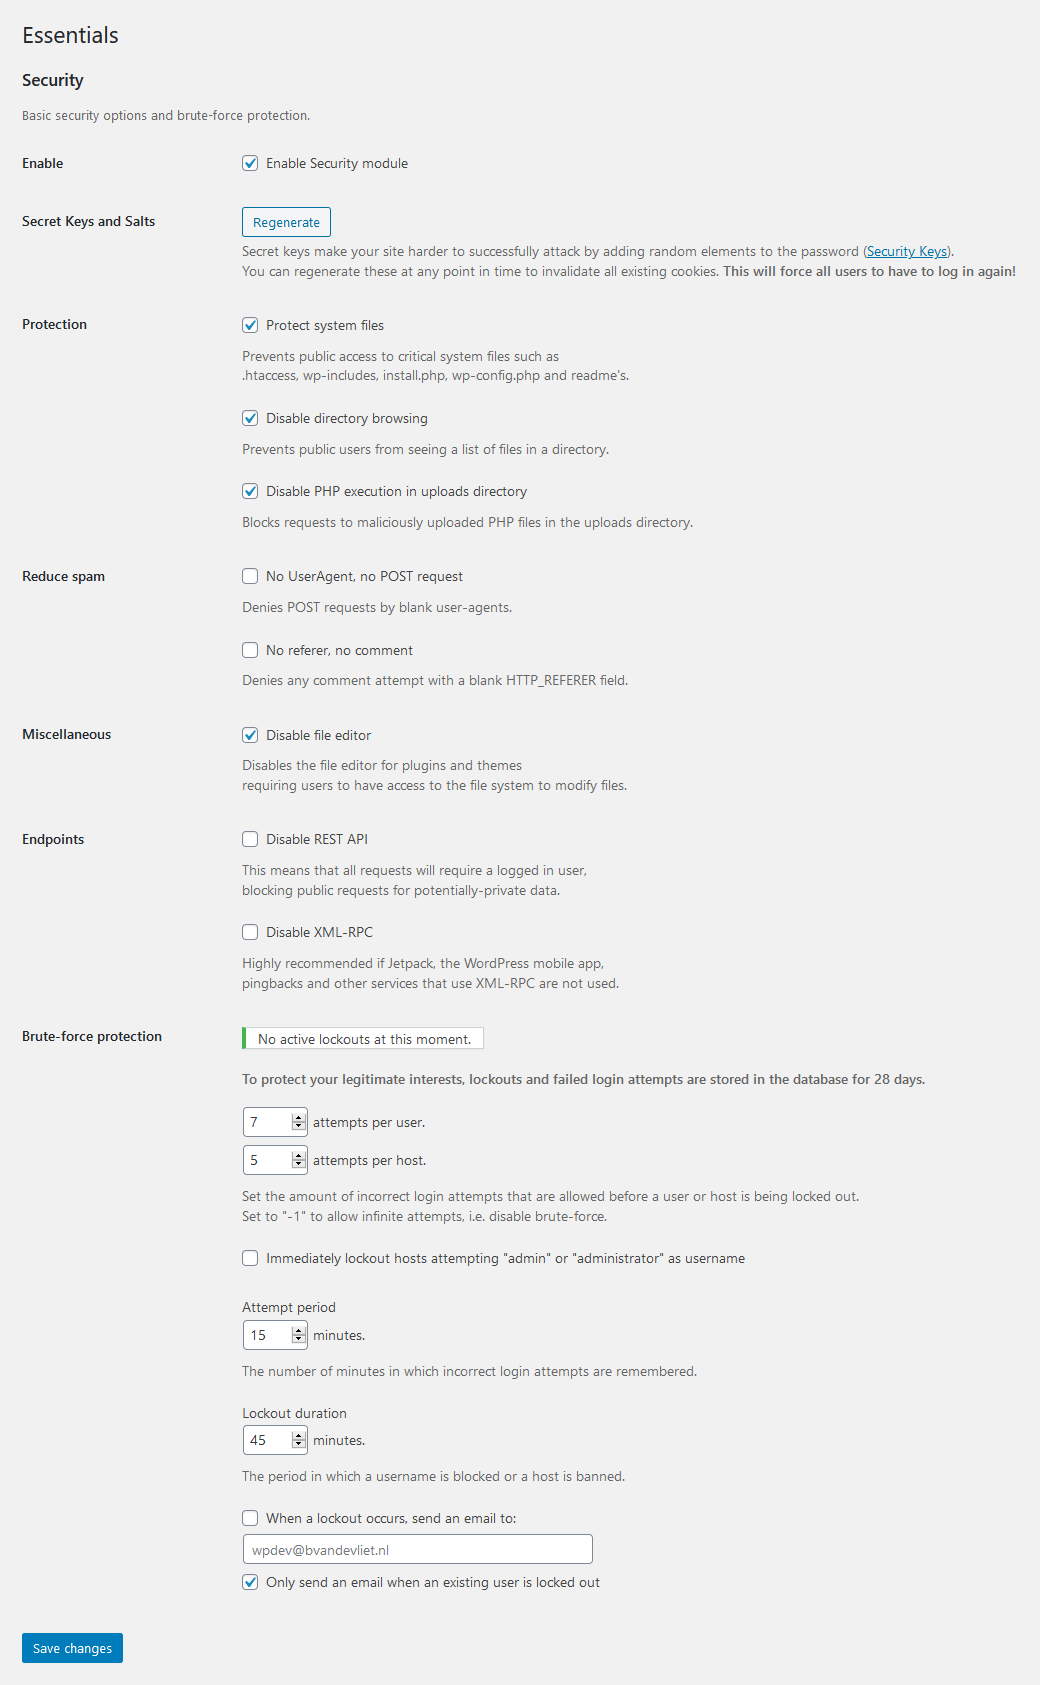 Essentials
Security
Basic security options and brute-force protection.
Enable
Enable Security module
Secret Keys and Salts
Regenerate
Secret keys make your site harder to successfully attack by adding random elements to the password (Security Keys).
You can regenerate these at any point in time to invalidate all existing cookies. This will force all users to have to log in again!
Protection
Protect system files
Prevents public access to critical system files such as
.htaccess, wp-includes, install.php, wp-config.php and readme's.
Disable directory browsing
Prevents public users from seeing a list of files in a directory.
Disable PHP execution in uploads directory
Blocks requests to maliciously uploaded PHP files in the uploads directory.
Reduce spam
No UserAgent, no POST request
Denies POST requests by blank user-agents.
No referer, no comment
Denies any comment attempt with a blank HTTP_REFERER field.
Miscellaneous
Disable file editor
Disables the file editor for plugins and themes
requiring users to have access to the file system to modify files.
Endpoints
Disable REST API
This means that all requests will require a logged in user,
blocking public requests for potentially-private data.
Disable XML-RPC
Highly recommended if Jetpack, the WordPress mobile app,
pingbacks and other services that use XML-RPC are not used.
Brute-force protection
No active lockouts at this moment.
To protect your legitimate interests, lockouts and failed login attempts are stored in the database for 28 days.
7 attempts per user.
5 attempts per host.
Set the amount of incorrect login attempts that are allowed before a user or host is being locked out.
Set to "-1" to allow infinite attempts, i.e. disable brute-force.
Immediately lockout hosts attempting "admin" or "administrator" as username
Attempt period
15 minutes.
The number of minutes in which incorrect login attempts are remembered.
Lockout duration
45 minutes.
The period in which a username is blocked or a host is banned.
When a lockout occurs, send an email to:
wpdev@bvandevliet.nl
Only send an email when an existing user is locked out
Save changes